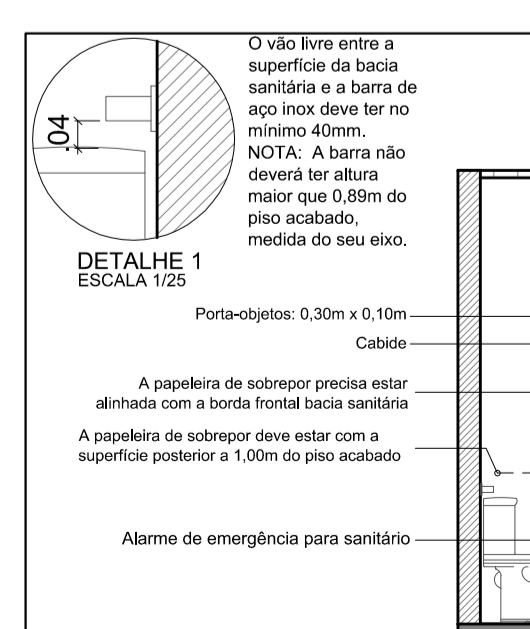 O vão livre entre a
superfície da bacia
sanitária e a barra de
aço inox deve ter no
mínimo 40mm.
NOTA: A barra não
deverá ter altura
maior que 0,89m do
piso acabado,
medida do seu eixo.
.04
DETALHE 1
ESCALA 1/25
Porta-objetos: 0,30m x 0,10m
Cabide
A papeleira de sobrepor precisa estar
alinhada com a borda frontal bacia sanitária
A papeleira de sobrepor deve estar com a
superfície posterior a 1,00m do piso acabado
Alarme de emergência para sanitário